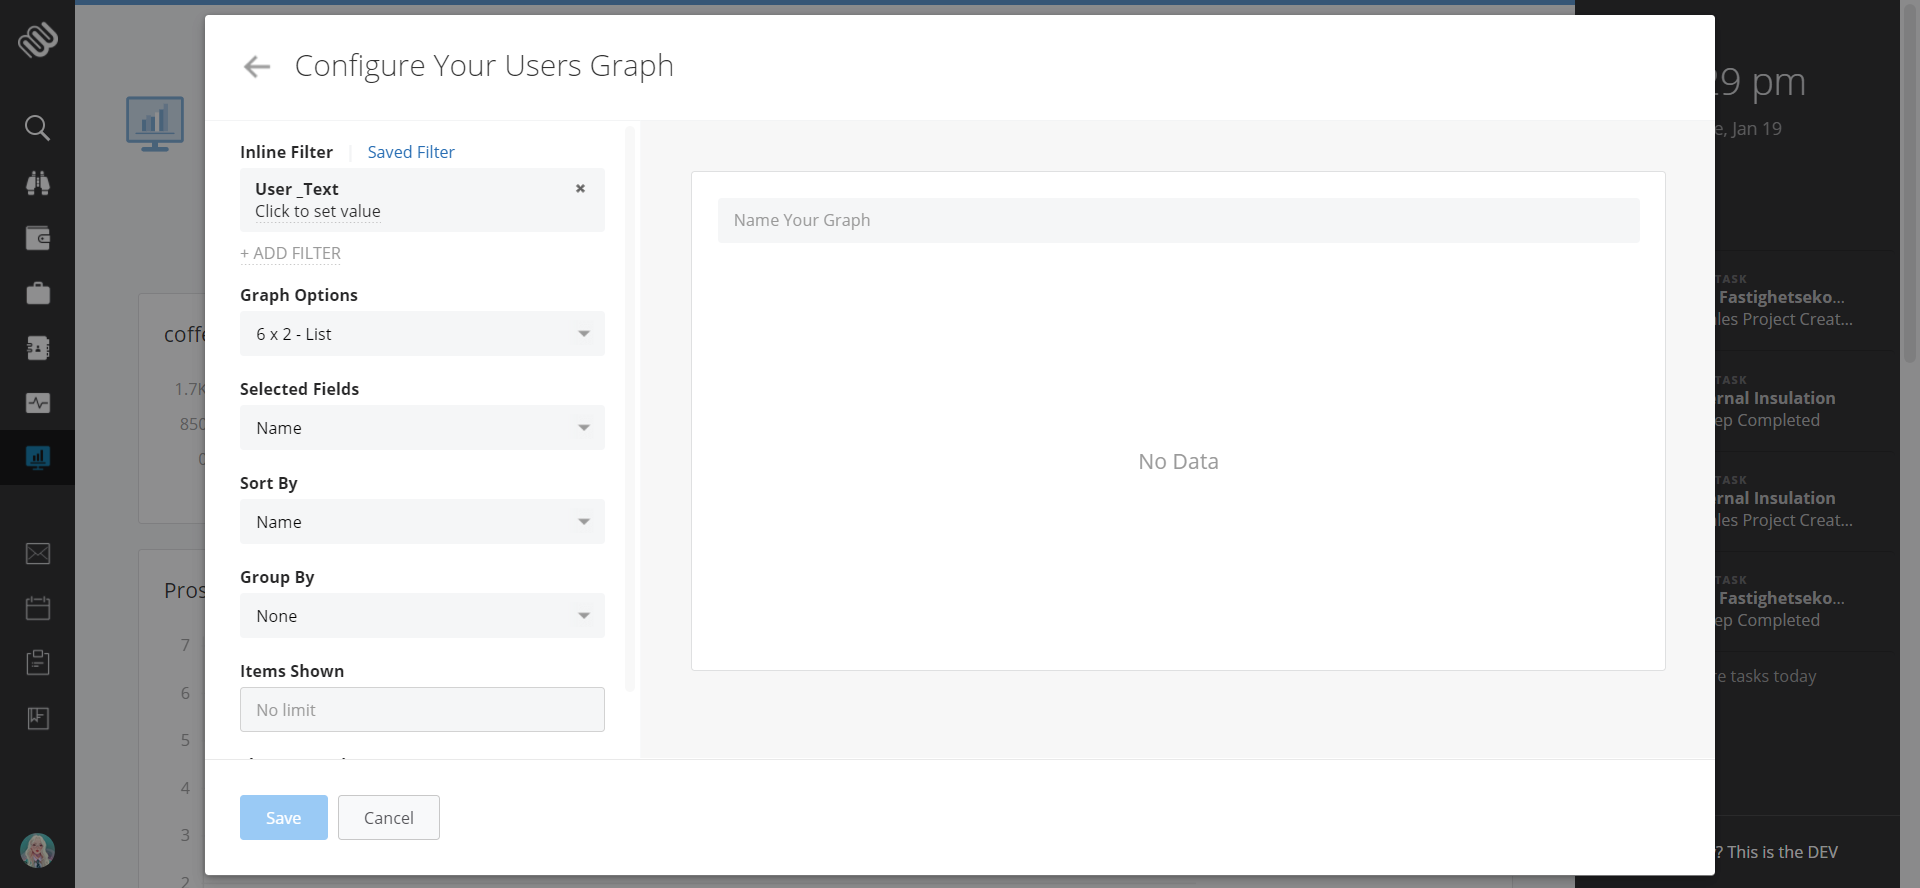 Configure Your Users Graph
Inline Filter
Saved Filter
User _Text
Click to set value
+ ADD FILTER
Graph Options
6 x 2 - List
Selected Fields
Name
Sort By
Name
Group By
None
Items Shown
No limit
Save
Cancel
Name Your Graph
No Data
1.7K
850
7
6
5
4
3
2
29 pm
, Jan 19
TASK
Fastighetseko...
les Project Creat...
TASK
rnal Insulation
ep Completed
TASK
rnal Insulation
les Project Creat...
TASK
Fastighetseko...
ep Completed
re tasks today
? This is the DEV